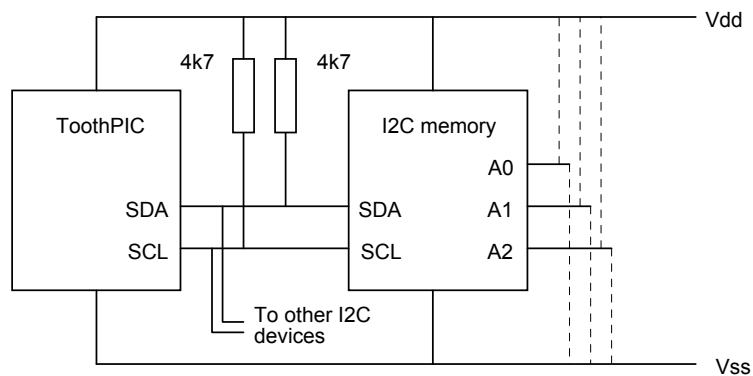 Vdd
4k7
4k7
ToothPIC
I2C memory
A0
SDA
SDA
A1
SCL
SCL
A2
To other I2C
devices
Vss